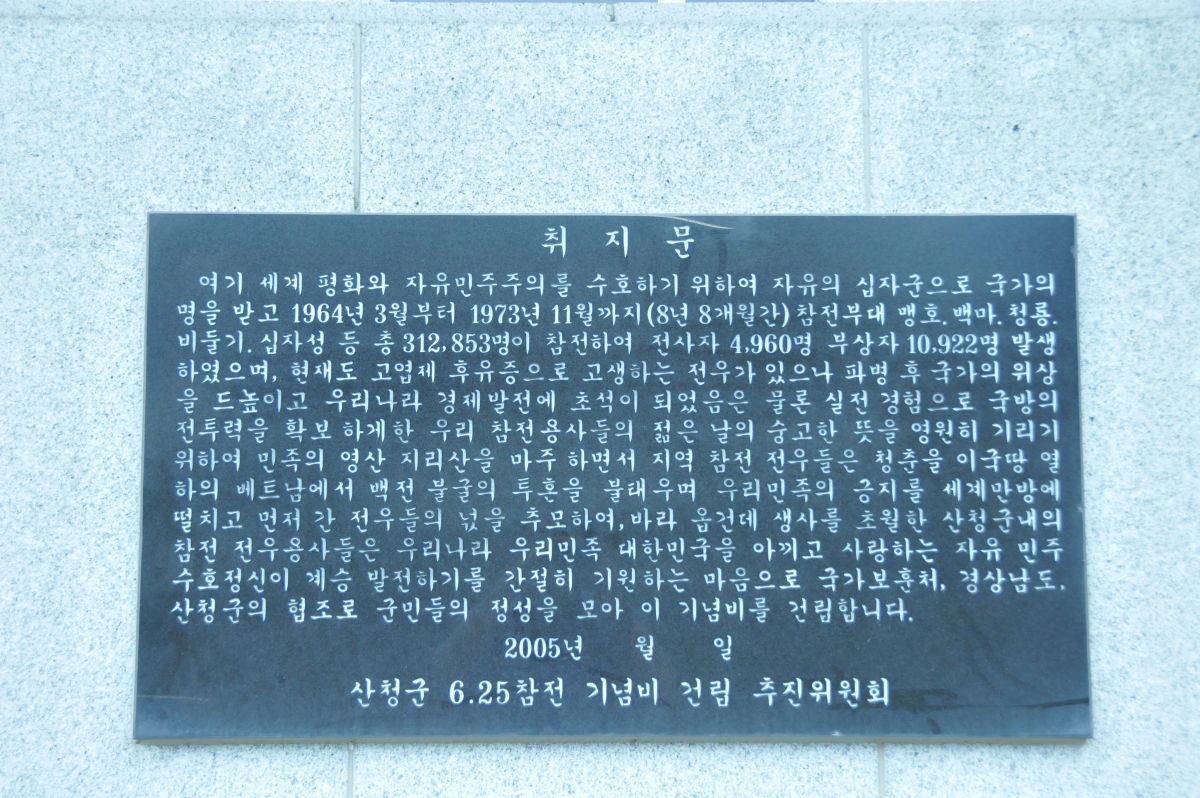 취 지 문
여기 세계 평화와 자유민주주의를 수호하기 위하여 자유의 십자군으로 국가의
명을 받고 1964년 3월부터 1973년 11월까지(8년 8개월간) 참전부대 맹호. 백마. 청룡.
비둘기. 십자성 등 총 312,853명이 참전하여 전사자 4,960명 부상자 10,922명 발생
하였으며, 현재도 고엽제 후유증으로 고생하는 전우가 있으나 파병 후 국가의 위상
을 드높이고 우리나라 경제발전에 초석이 되었음은 물론 실전 경험으로 국방의
전투력을 확보 하게한 우리 참전용사들의 젊은 날의 숭고한 뜻을 영원히 기리기
위하여 민족의 영산 지리산을 마주 하면서 지역 참전 전우들은 청춘을 이국땅 열
하의 베트남에서 백전 불굴의 투혼을 불태우며 우리민족의 긍지를 세계만방에
떨치고 먼저 간 전우들의 넋을 추모하여, 바라 옵건데 생사를 초월한 산청군내의
참전 전우용사들은 우리나라 우리민족 대한민국을 아끼고 사랑하는 자유 민주
수호정신이 계승 발전하기를 간절히 기원하는 마음으로 국가보훈처, 경상남도,
산청군의 협조로 군민들의 정성을 모아 이 기념비를 건립합니다.
2005년 월 일
산청군 6.25참전 기념비 건립 추진위원회